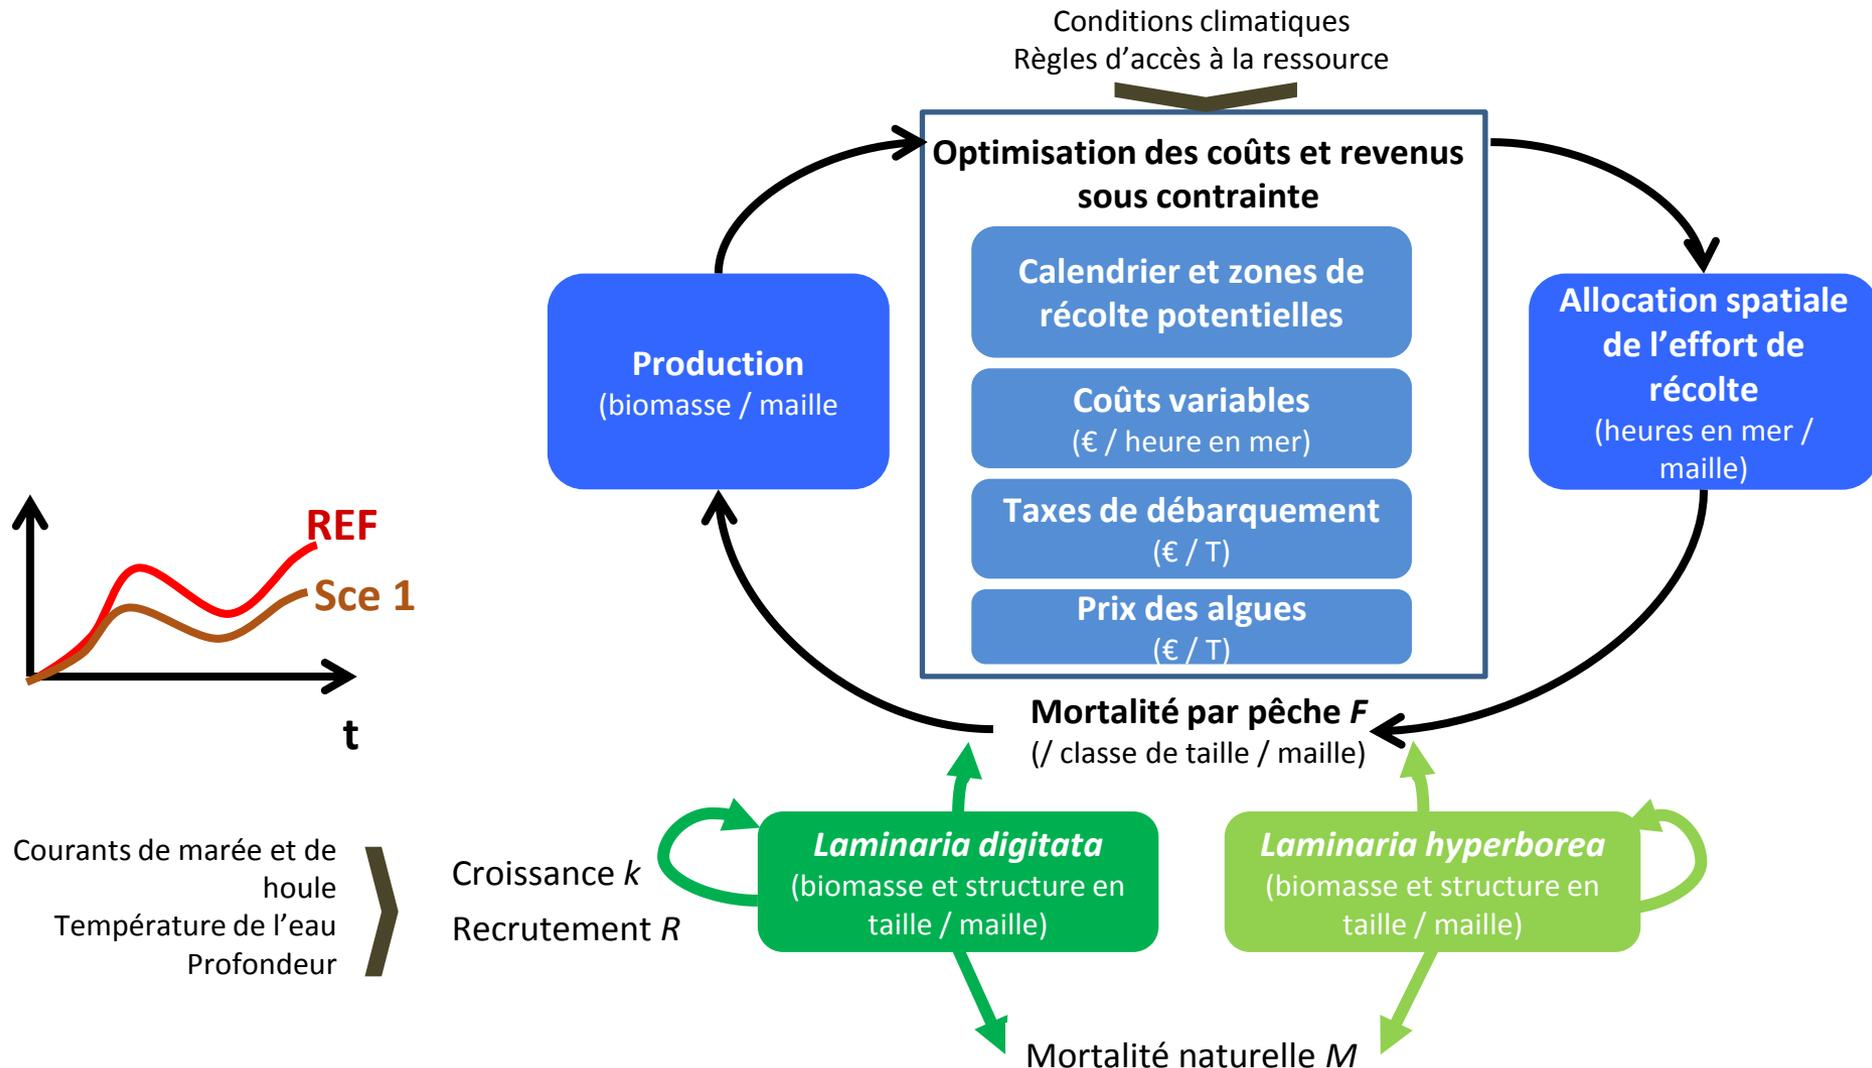 Conditions climatiques
Règles d’accès à la ressource
Optimisation des coûts et revenus
sous contrainte
Calendrier et zones de
récolte potentielles
Coûts variables
(€ / heure en mer)
Taxes de débarquement
(€ / T)
Prix des algues
(€ / T)
Production
(biomasse / maille
Allocation spatiale
de l’effort de
récolte
(heures en mer /
maille)
REF
Sce 1
t
Mortalité par pêche F
(/ classe de taille / maille)
Courants de marée et de
houle
Température de l’eau
Profondeur
Croissance k
Recrutement R
Laminaria digitata
(biomasse et structure en
taille / maille)
Laminaria hyperborea
(biomasse et structure en
taille / maille)
Mortalité naturelle M